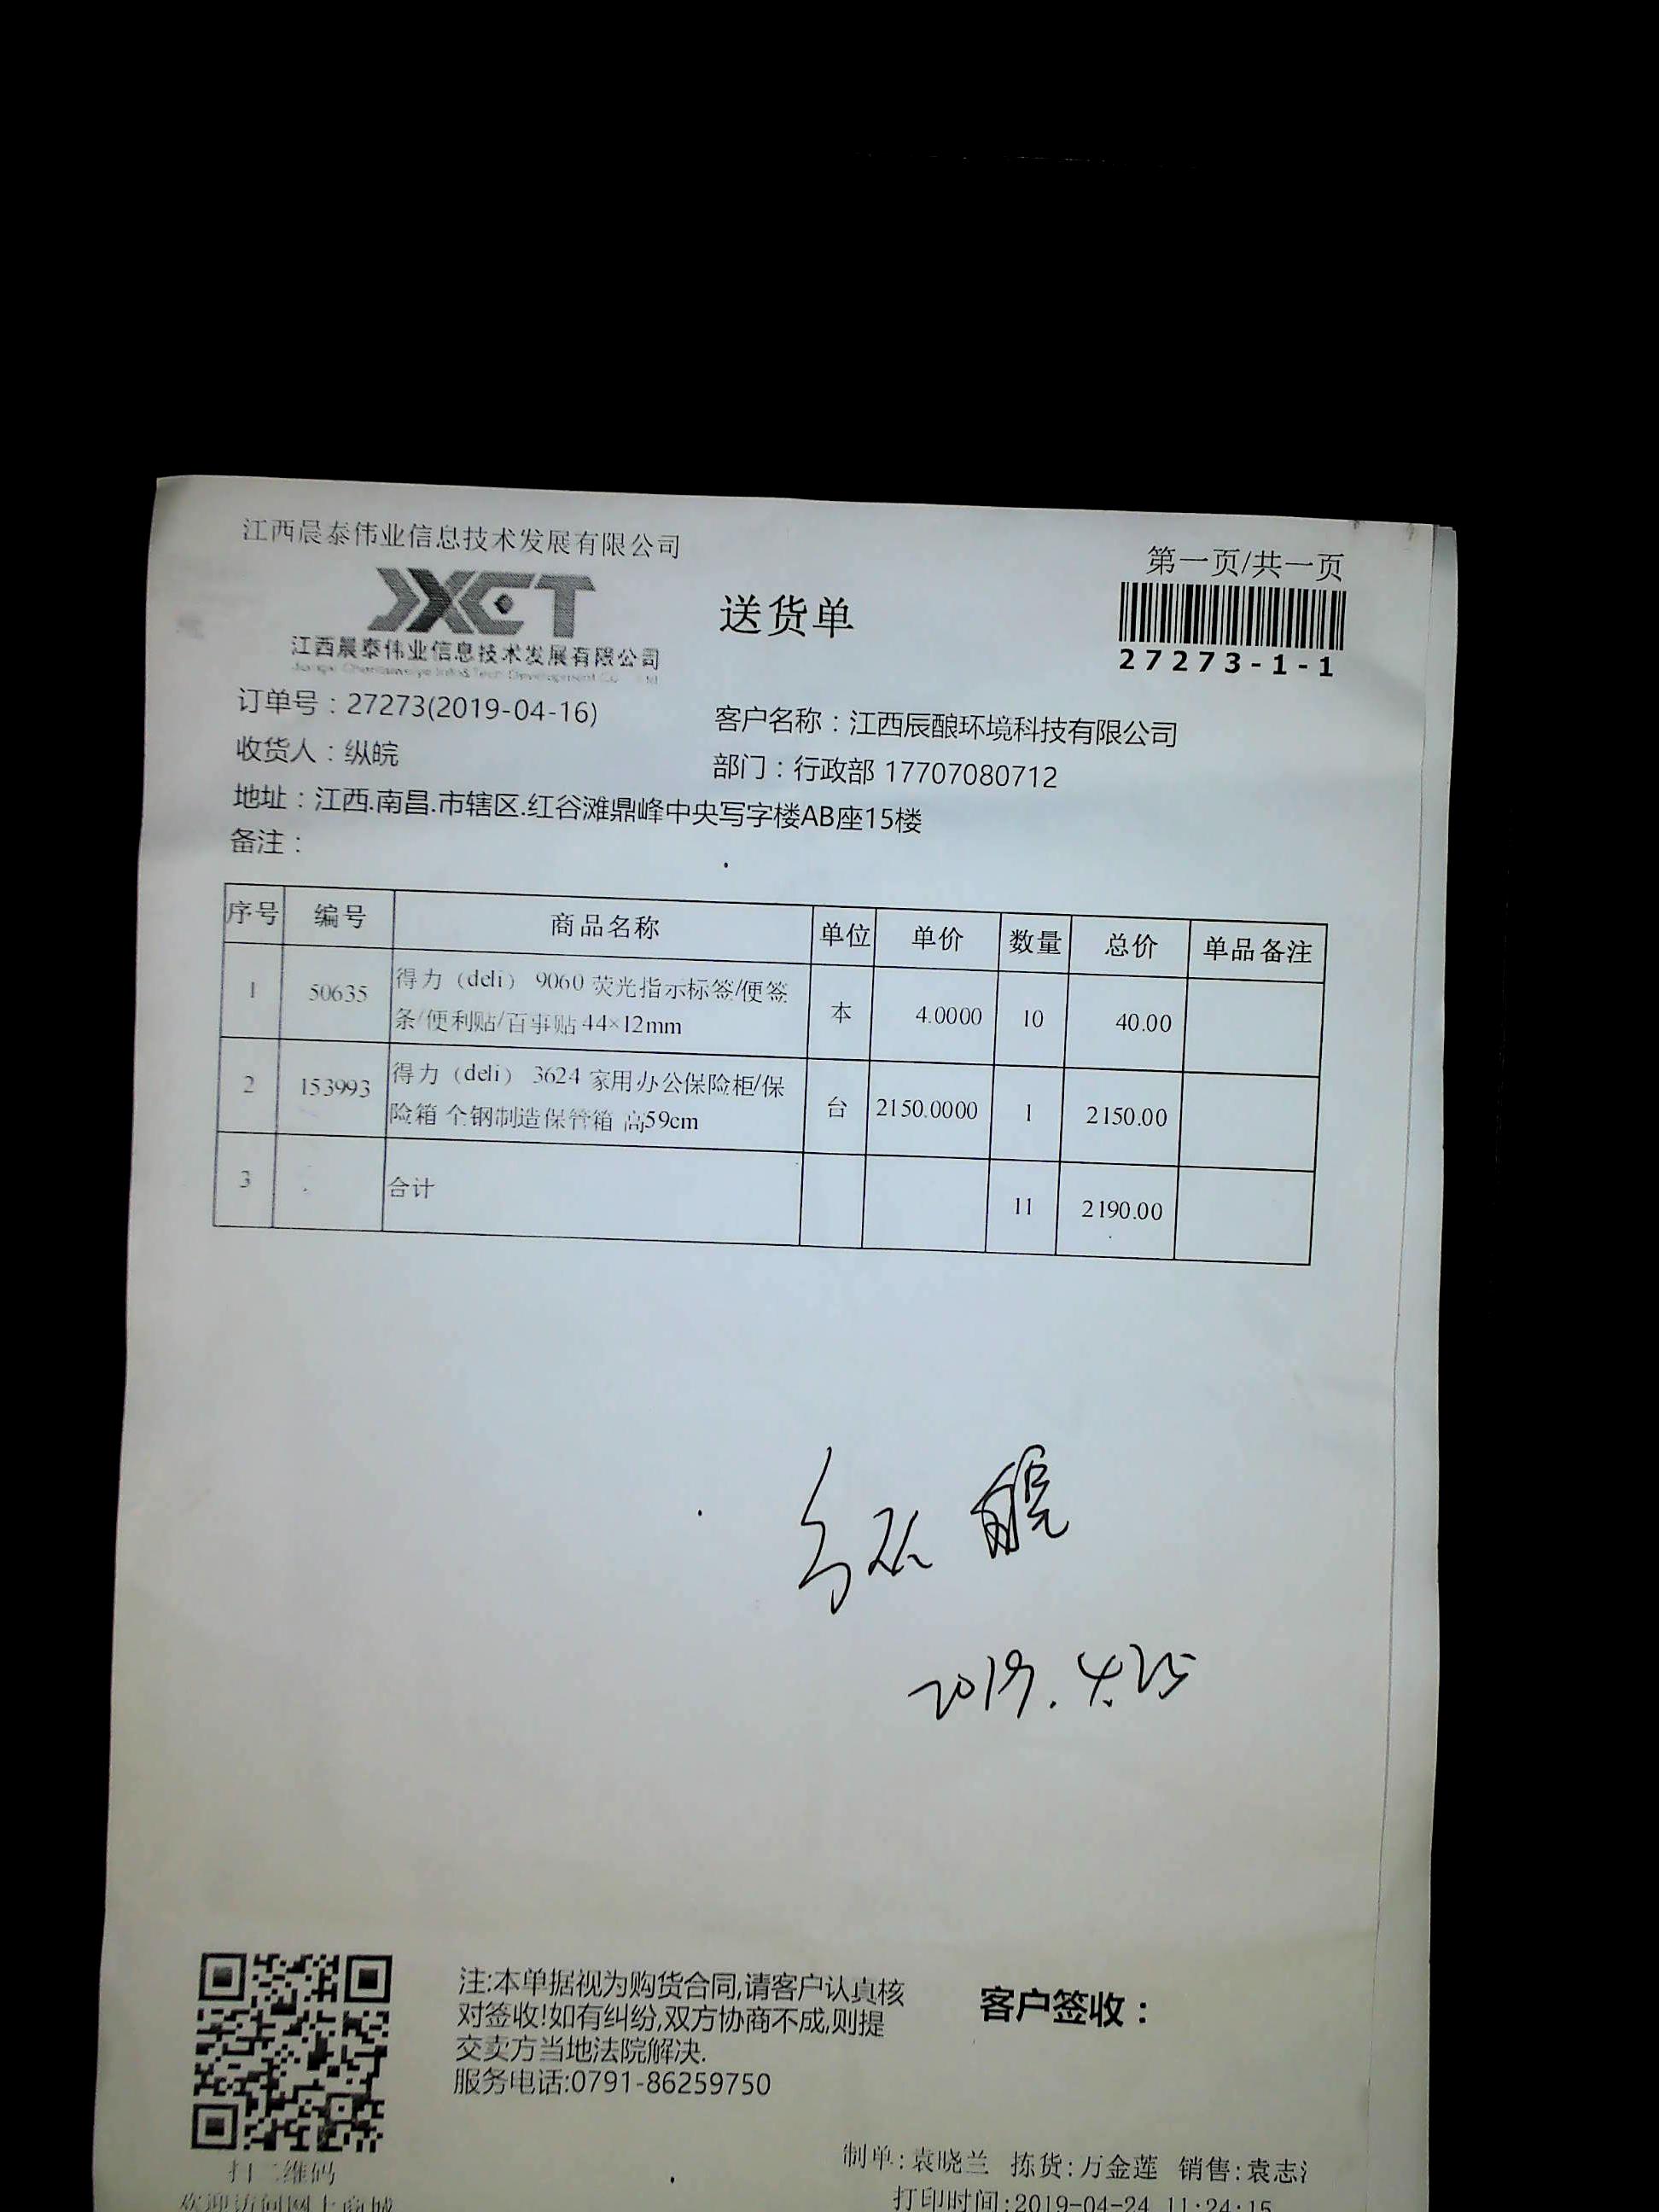 江西晨泰伟业信息技术发展有限公司
第一页/共一页
JXCT
送货单
江西晨泰伟业信息技术发展有限公司
27273-1-1
订单号：27273(2019-04-16)
客户名称：江西辰酿环境科技有限公司
收货人：纵皖
部门：行政部 17707080712
地址：江西.南昌.市辖区.红谷滩鼎峰中央写字楼AB座15楼
备注：
序号 编号 商品名称 单位 单价 数量 总价 单品备注
1 50635 得力（deli） 9060 荧光指示标签/便签 本 4.0000 10 40.00
条/便利贴/百事贴 44×12mm
2 153993 得力（deli） 3624 家用办公保险柜/保 台 2150.0000 1 2150.00
险箱 全钢制造保管箱 高59cm
3 合计 11 2190.00
纵皖
2019.4.25
注:本单据视为购货合同,请客户认真核
对签收!如有纠纷,双方协商不成,则提
交卖方当地法院解决.
服务电话:0791-86259750
客户签收：
扫二维码
欢迎访问网上商城
制单:袁晓兰 拣货:万金莲 销售:袁志
打印时间:2019-04-24 11:24:15